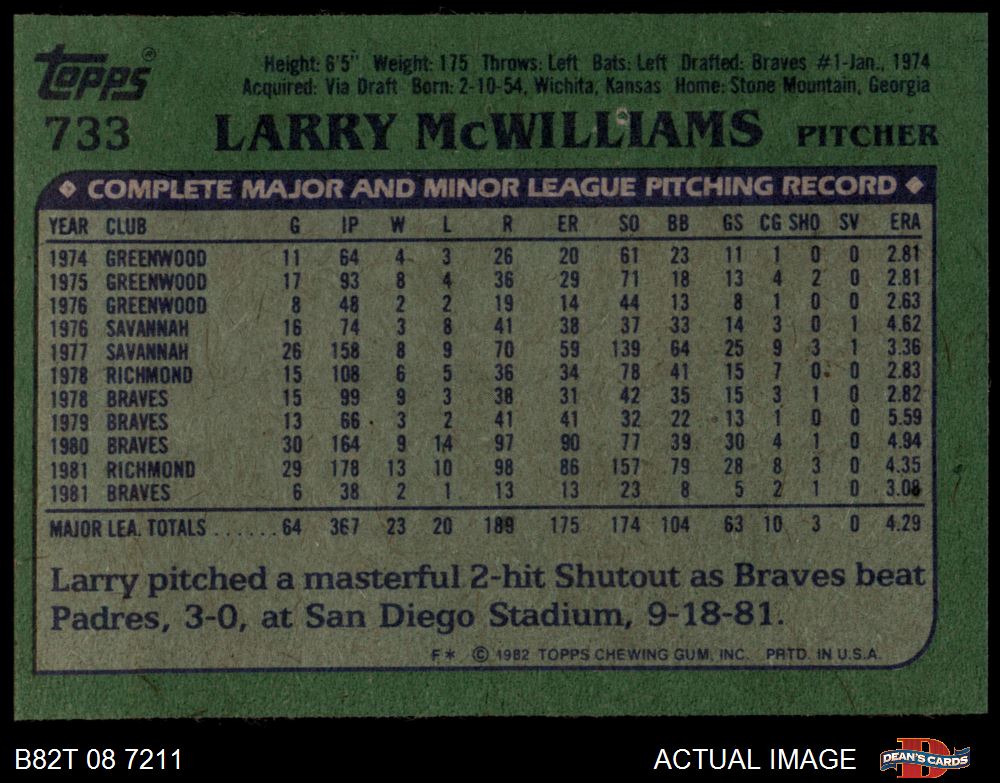 Topps®
Height: 6'5" Weight: 175 Throws: Left Bats: Left Drafted: Braves #1-Jan., 1974
Acquired: Via Draft Born: 2-10-54, Wichita, Kansas Home: Stone Mountain, Georgia
733 LARRY McWILLIAMS PITCHER
COMPLETE MAJOR AND MINOR LEAGUE PITCHING RECORD
YEAR CLUB G IP W L R ER SO BB GS CG SHO SV ERA
1974 GREENWOOD 11 64 4 3 26 20 61 23 11 1 0 0 2.81
1975 GREENWOOD 17 93 8 4 36 29 71 18 13 4 2 0 2.81
1976 GREENWOOD 8 48 2 2 19 14 44 13 8 1 0 0 2.63
1976 SAVANNAH 16 74 3 8 41 38 37 33 14 3 0 1 4.62
1977 SAVANNAH 26 158 8 9 70 59 139 64 25 9 3 1 3.36
1978 RICHMOND 15 108 6 5 36 34 78 41 15 7 0 0 2.83
1978 BRAVES 15 99 9 3 38 31 42 35 15 3 1 0 2.82
1979 BRAVES 13 66 3 2 41 41 32 22 13 1 0 0 5.59
1980 BRAVES 30 164 9 14 97 90 77 39 30 4 1 0 4.94
1981 RICHMOND 29 178 13 10 98 86 157 79 28 8 3 0 4.35
1981 BRAVES 6 38 2 1 13 13 23 8 5 2 1 0 3.08
MAJOR LEA. TOTALS ...... 64 367 23 20 189 175 174 104 63 10 3 0 4.29
Larry pitched a masterful 2-hit Shutout as Braves beat
Padres, 3-0, at San Diego Stadium, 9-18-81.
F* © 1982 TOPPS CHEWING GUM, INC. PRTD. IN U.S.A.
B82T 08 7211 ACTUAL IMAGE DEAN'S CARDS